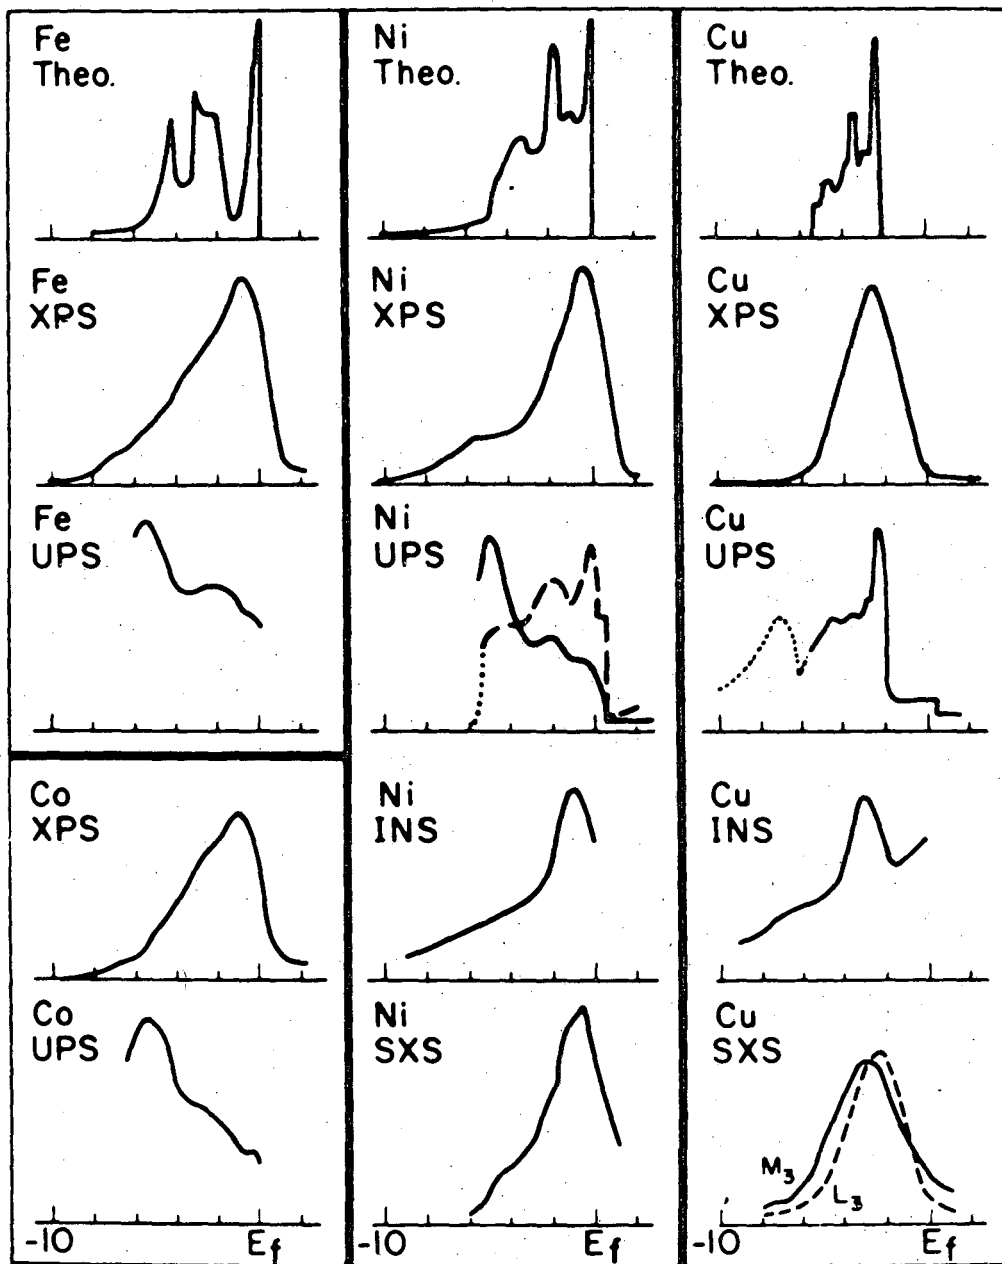 Fe
Theo.
Fe
XPS
Fe
UPS
Co
XPS
Co
UPS
-10
Ef
Ni
Theo.
Ni
XPS
Ni
UPS
Ni
INS
Ni
SXS
-10
Ef
Cu
Theo.
Cu
XPS
Cu
UPS
Cu
INS
Cu
SXS
M3
L3
-10
Ef